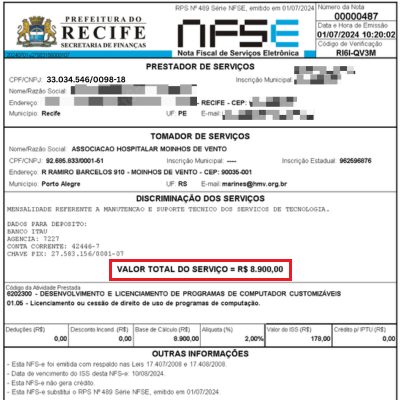 PREFEITURA DO
RECIFE
SECRETARIA DE FINANÇAS
RPS Nº 489 Série NFSE, emitido em 01/07/2024
NFSE
Nota Fiscal de Serviços Eletrônica
Número da Nota
00000487
Data e Hora de Emissão
01/07/2024 10:20:02
Código de Verificação
RI6I-QV3M
PRESTADOR DE SERVIÇOS
CPF/CNPJ: 33.034.546/0098-18 Inscrição Municipal:
Nome/Razão Social:
Endereço: - RECIFE - CEP:
Município: Recife UF: PE E-mail:
TOMADOR DE SERVIÇOS
Nome/Razão Social: ASSOCIACAO HOSPITALAR MOINHOS DE VENTO
CPF/CNPJ: 92.685.833/0001-51 Inscrição Municipal: ---- Inscrição Estadual: 962596876
Endereço: R RAMIRO BARCELOS 910 - MOINHOS DE VENTO - CEP: 90035-001
Município: Porto Alegre UF: RS E-mail: marines@hmv.org.br
DISCRIMINAÇÃO DOS SERVIÇOS
MENSALIDADE REFERENTE A MANUTENCAO E SUPORTE TECNICO DOS SERVICOS DE TECNOLOGIA.
DADOS PARA DEPOSITO:
BANCO ITAU
AGENCIA: 7227
CONTA CORRENTE: 42446-7
CHAVE PIX: 27.583.156/0001-07
VALOR TOTAL DO SERVIÇO = R$ 8.900,00
Código da Atividade Prestada
6202300 - DESENVOLVIMENTO E LICENCIAMENTO DE PROGRAMAS DE COMPUTADOR CUSTOMIZÁVEIS
01.05 - Licenciamento ou cessão de direito de uso de programas de computação.
Deduções (R$) Desconto Incond (R$) Base de Cálculo (R$) Alíquota (%) Valor do ISS (R$) Crédito p/ IPTU (R$)
0,00 0,00 8.900,00 2,00% 178,00 0,00
OUTRAS INFORMAÇÕES
- Esta NFS-e foi emitida com respaldo nas Leis 17.407/2008 e 17.408/2008.
- Data de vencimento do ISS desta NFS-e: 10/08/2024.
- Esta NFS-e não gera crédito.
- Esta NFS-e substitui o RPS Nº 489 Série NFSE, emitido em 01/07/2024.